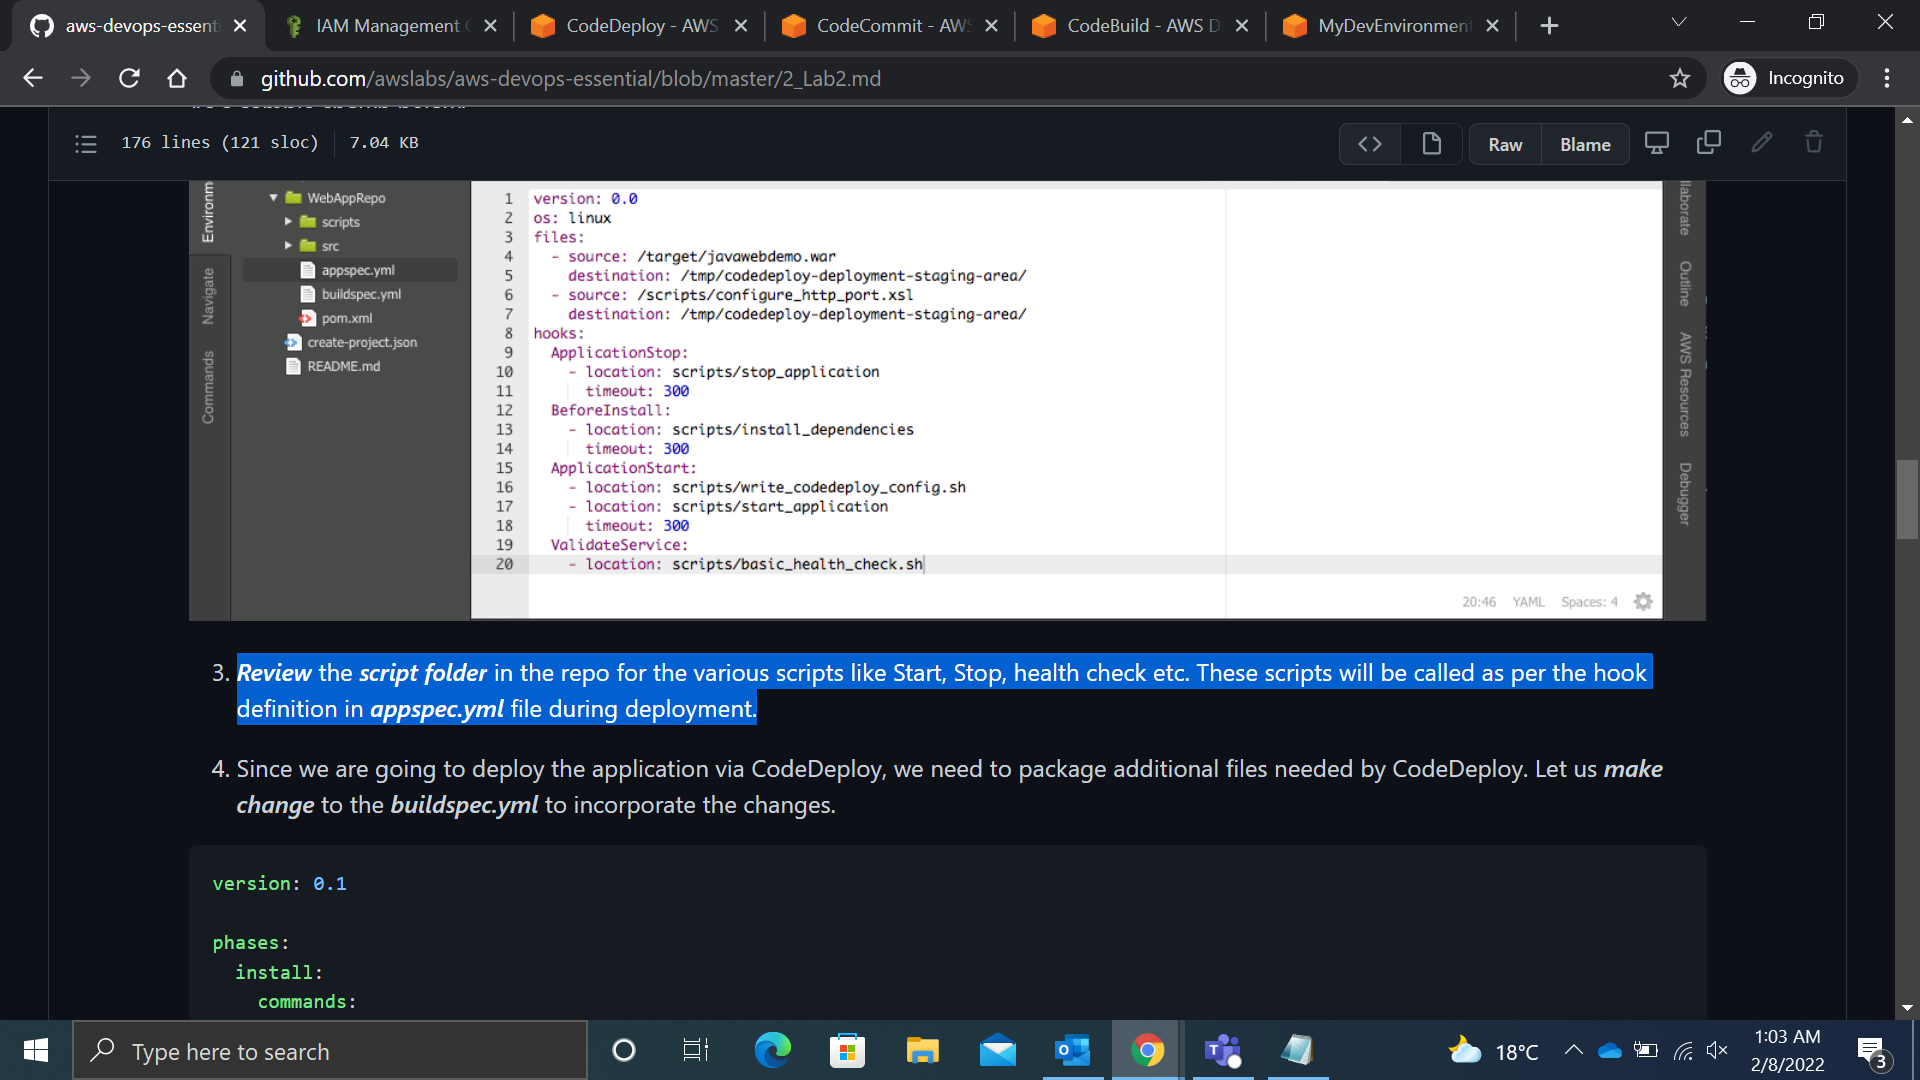 aws-devops-essenti
IAM Management C
CodeDeploy - AWS
CodeCommit - AWS
CodeBuild - AWS D
MyDevEnvironment
github.com/awslabs/aws-devops-essential/blob/master/2_Lab2.md
Incognito
176 lines (121 sloc) 7.04 KB
Raw Blame
Environm
Navigate
Commands
WebAppRepo
scripts
src
appspec.yml
buildspec.yml
pom.xml
create-project.json
README.md
1 version: 0.0
2 os: linux
3 files:
4 - source: /target/javawebdemo.war
5 destination: /tmp/codedeploy-deployment-staging-area/
6 - source: /scripts/configure_http_port.xsl
7 destination: /tmp/codedeploy-deployment-staging-area/
8 hooks:
9 ApplicationStop:
10 - location: scripts/stop_application
11 timeout: 300
12 BeforeInstall:
13 - location: scripts/install_dependencies
14 timeout: 300
15 ApplicationStart:
16 - location: scripts/write_codedeploy_config.sh
17 - location: scripts/start_application
18 timeout: 300
19 ValidateService:
20 - location: scripts/basic_health_check.sh
20:46 YAML Spaces: 4
llaborate
Outline
AWS Resources
Debugger
3. Review the script folder in the repo for the various scripts like Start, Stop, health check etc. These scripts will be called as per the hook
definition in appspec.yml file during deployment.
4. Since we are going to deploy the application via CodeDeploy, we need to package additional files needed by CodeDeploy. Let us make
change to the buildspec.yml to incorporate the changes.
version: 0.1
phases:
install:
commands:
Type here to search
18°C
1:03 AM
2/8/2022
3